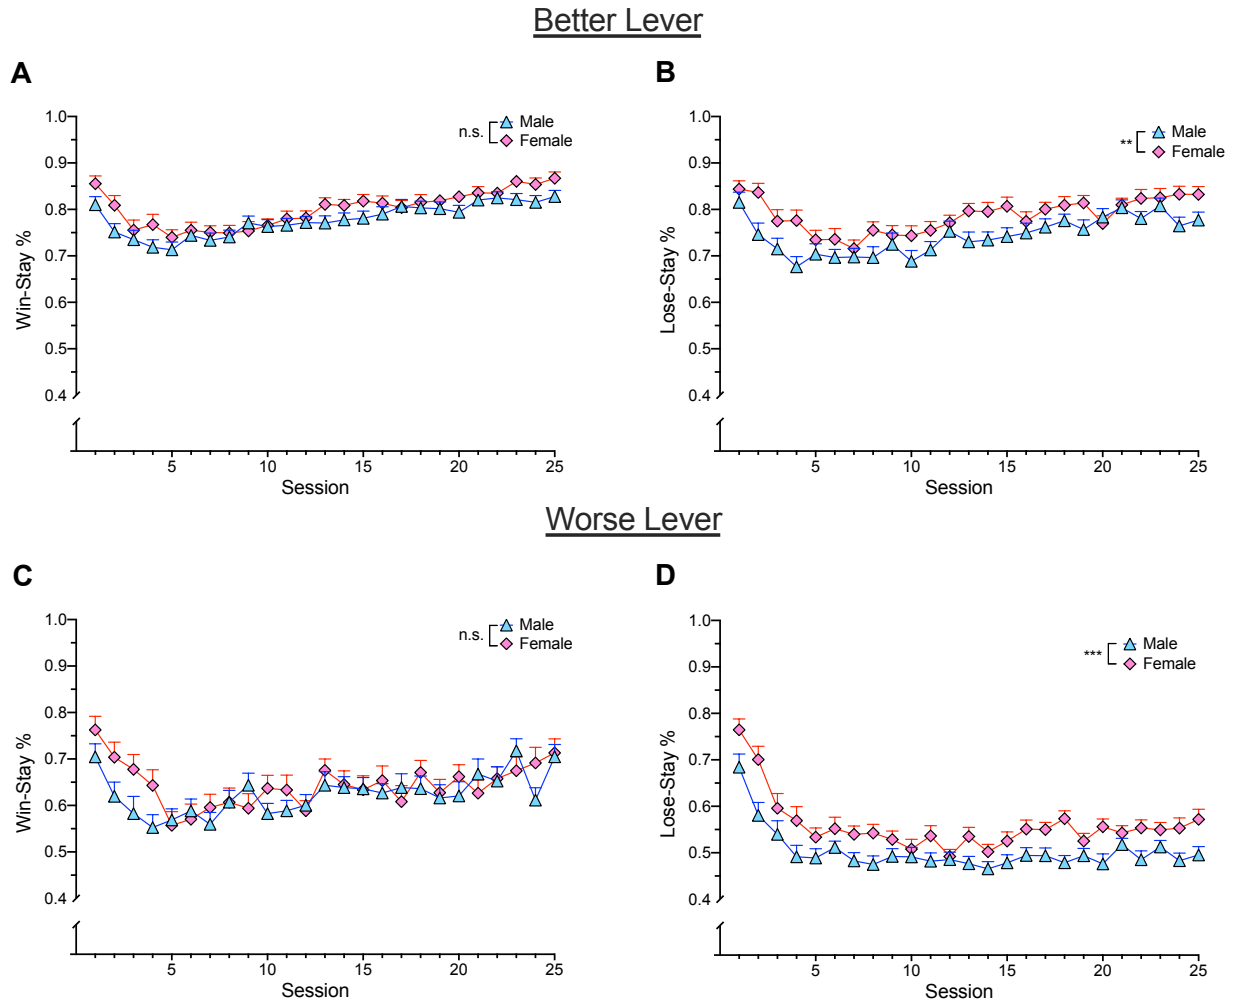 Better Lever
A
1.0
0.9
0.8
0.7
0.6
0.5
0.4
Win-Stay %
n.s.
Male
Female
5 10 15 20 25
Session
B
1.0
0.9
0.8
0.7
0.6
0.5
0.4
Lose-Stay %
**
Male
Female
5 10 15 20 25
Session
Worse Lever
C
1.0
0.9
0.8
0.7
0.6
0.5
0.4
Win-Stay %
n.s.
Male
Female
5 10 15 20 25
Session
D
1.0
0.9
0.8
0.7
0.6
0.5
0.4
Lose-Stay %
***
Male
Female
5 10 15 20 25
Session